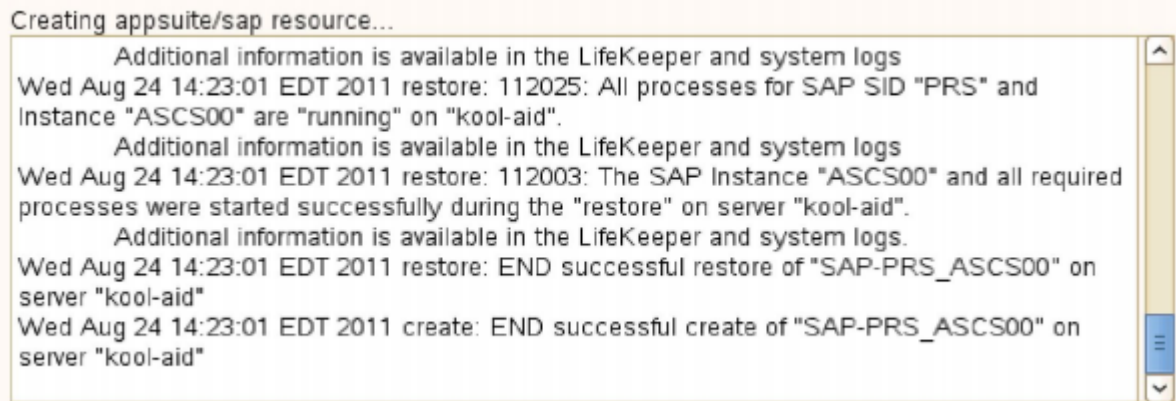 Creating appsuite/sap resource...
Additional information is available in the LifeKeeper and system logs
Wed Aug 24 14:23:01 EDT 2011 restore: 112025: All processes for SAP SID "PRS" and
Instance "ASCS00" are "running" on "kool-aid".
Additional information is available in the LifeKeeper and system logs
Wed Aug 24 14:23:01 EDT 2011 restore: 112003: The SAP Instance "ASCS00" and all required
processes were started successfully during the "restore" on server "kool-aid".
Additional information is available in the LifeKeeper and system logs.
Wed Aug 24 14:23:01 EDT 2011 restore: END successful restore of "SAP-PRS_ASCS00" on
server "kool-aid"
Wed Aug 24 14:23:01 EDT 2011 create: END successful create of "SAP-PRS_ASCS00" on
server "kool-aid"